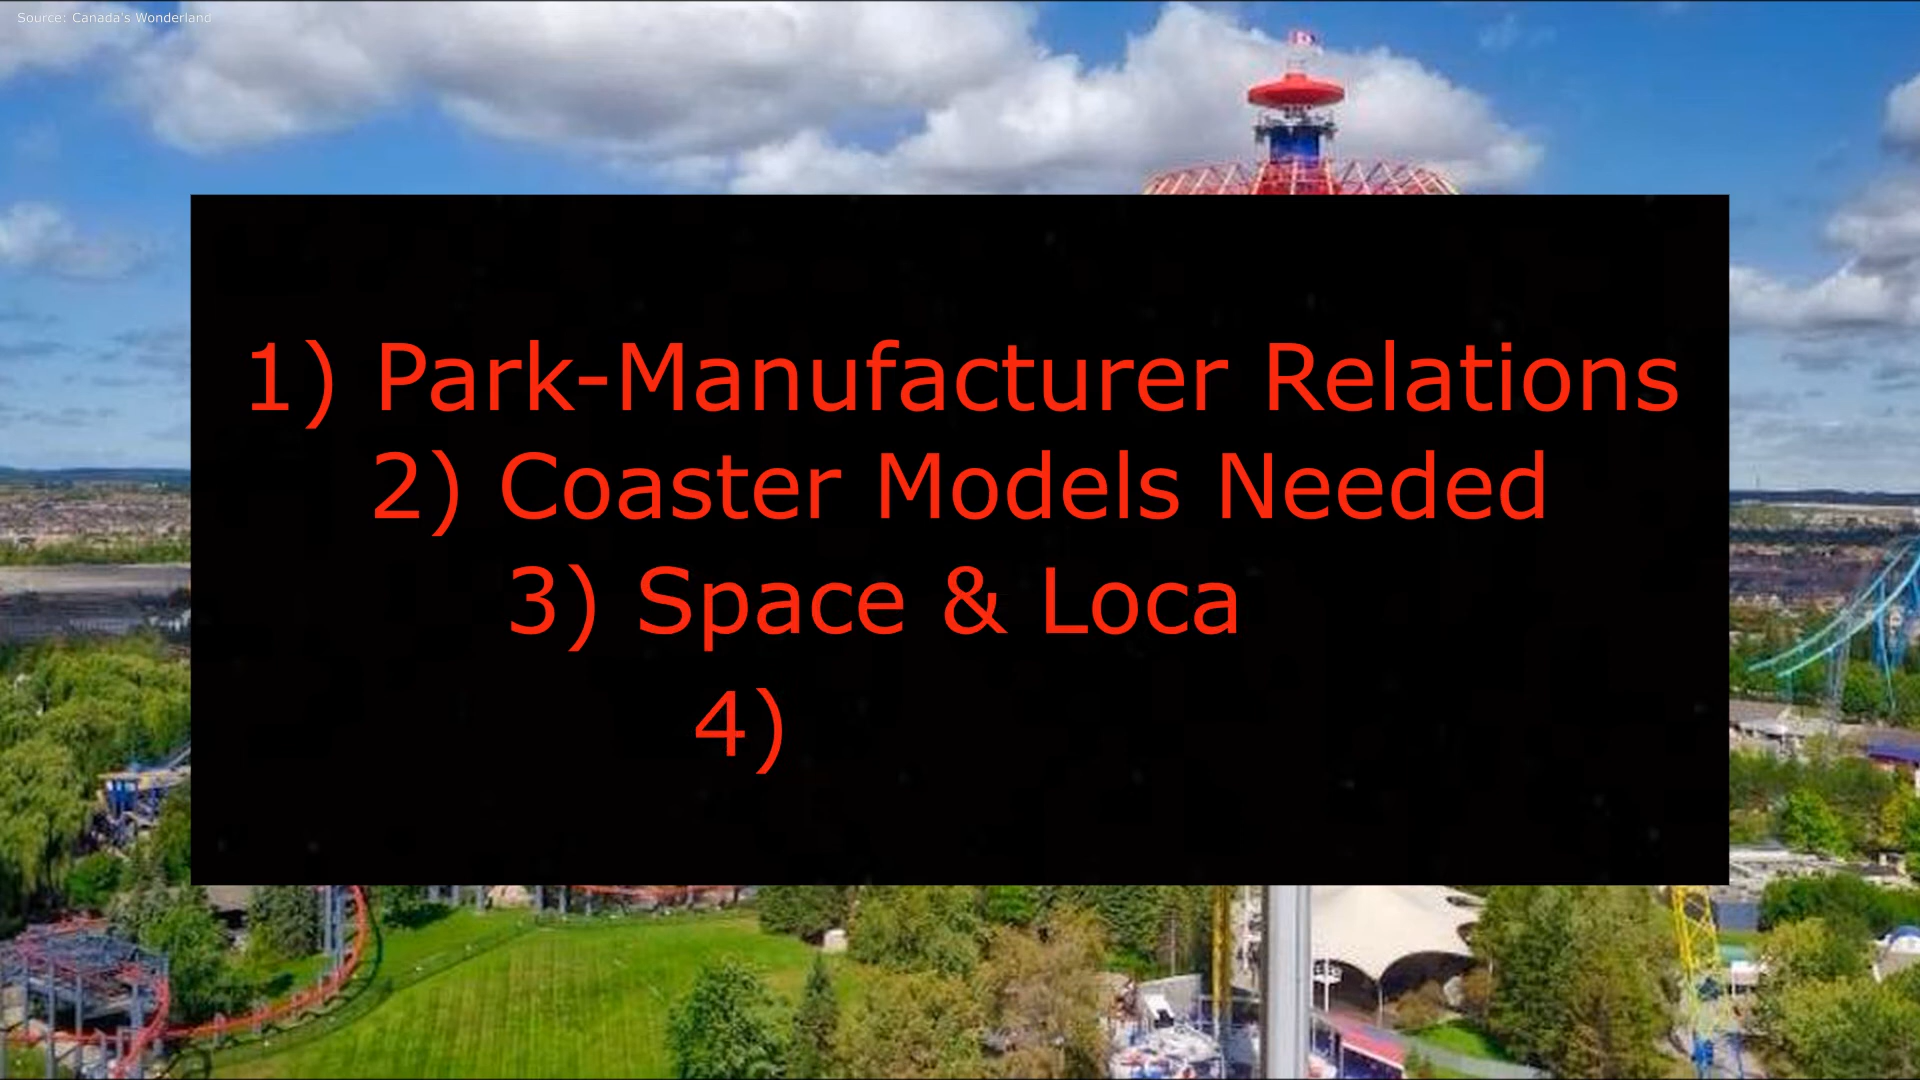 Source: Canada's Wonderland
1) Park-Manufacturer Relations
2) Coaster Models Needed
3) Space & Loca
4)